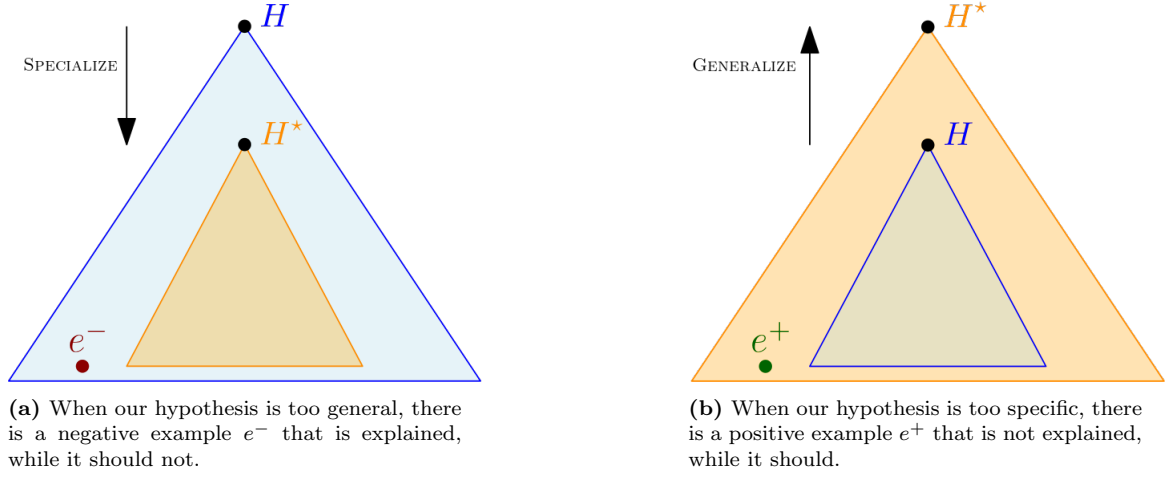 H
SPECIALIZE
H⋆
e−
(a) When our hypothesis is too general, there
is a negative example e− that is explained,
while it should not.
H⋆
GENERALIZE
H
e+
(b) When our hypothesis is too specific, there
is a positive example e+ that is not explained,
while it should.